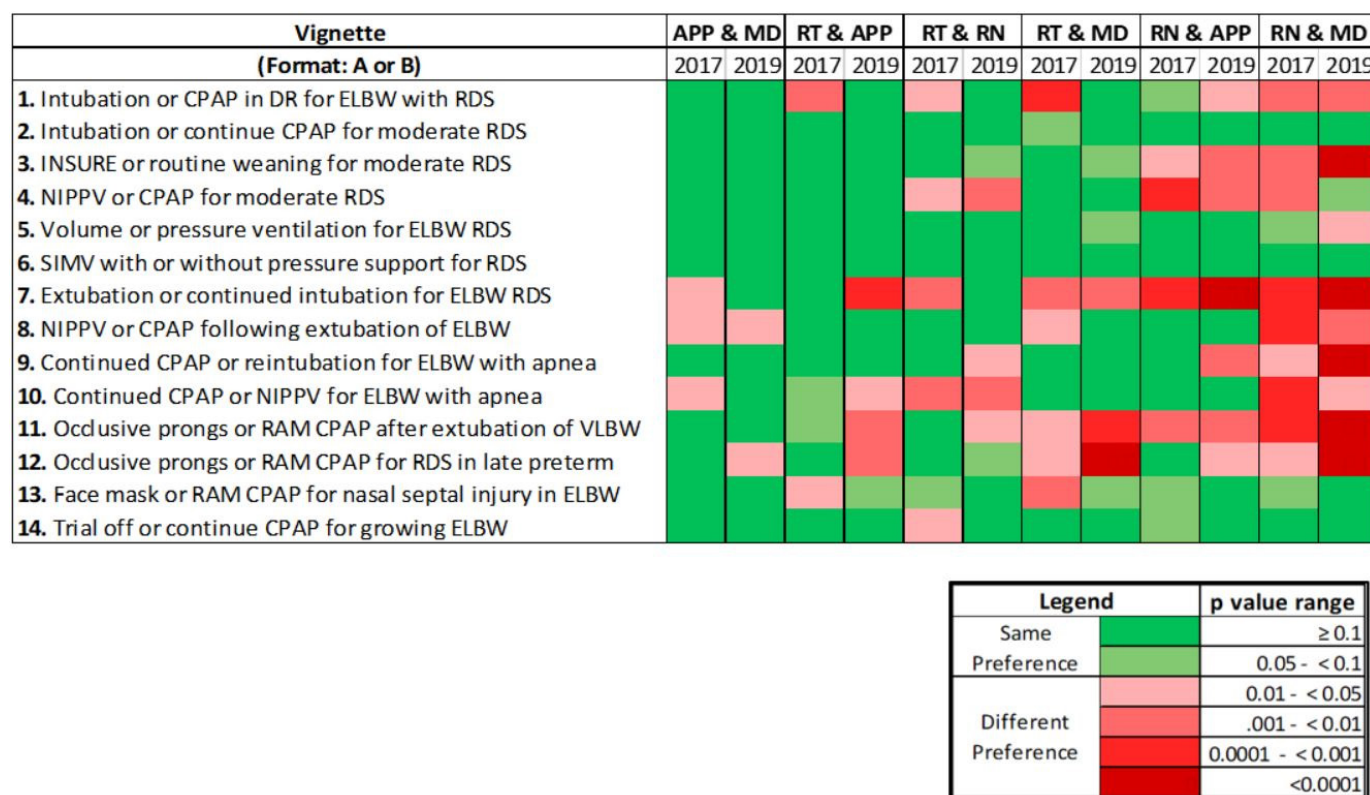 Vignette APP & MD RT & APP RT & RN RT & MD RN & APP RN & MD
(Format: A or B) 2017 2019 2017 2019 2017 2019 2017 2019 2017 2019 2017 2019
1. Intubation or CPAP in DR for ELBW with RDS
2. Intubation or continue CPAP for moderate RDS
3. INSURE or routine weaning for moderate RDS
4. NIPPV or CPAP for moderate RDS
5. Volume or pressure ventilation for ELBW RDS
6. SIMV with or without pressure support for RDS
7. Extubation or continued intubation for ELBW RDS
8. NIPPV or CPAP following extubation of ELBW
9. Continued CPAP or reintubation for ELBW with apnea
10. Continued CPAP or NIPPV for ELBW with apnea
11. Occlusive prongs or RAM CPAP after extubation of VLBW
12. Occlusive prongs or RAM CPAP for RDS in late preterm
13. Face mask or RAM CPAP for nasal septal injury in ELBW
14. Trial off or continue CPAP for growing ELBW
Legend p value range
Same ≥ 0.1
Preference 0.05 - < 0.1
0.01 - < 0.05
Different .001 - < 0.01
Preference 0.0001 - < 0.001
<0.0001